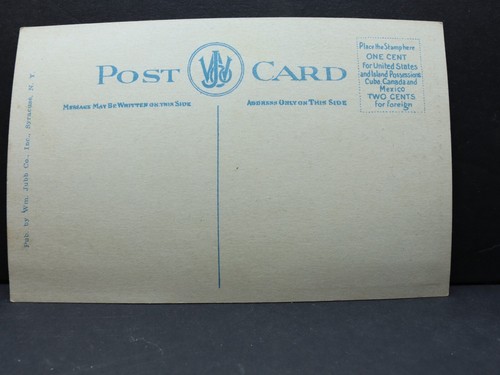 POST CARD
MESSAGE MAY BE WRITTEN ON THIS SIDE
ADDRESS ONLY ON THIS SIDE
Place the Stamp here
ONE CENT
for United States
and Island Possessions
Cuba, Canada and
Mexico
TWO CENTS
for Foreign
Pub. by Wm. Jubb Co., Inc., Syracuse, N. Y.